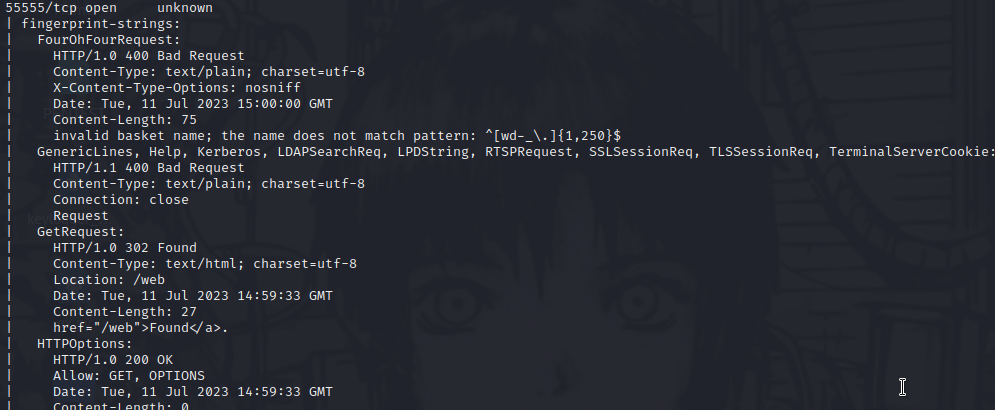 55555/tcp open     unknown
| fingerprint-strings:
|   FourOhFourRequest:
|     HTTP/1.0 400 Bad Request
|     Content-Type: text/plain; charset=utf-8
|     X-Content-Type-Options: nosniff
|     Date: Tue, 11 Jul 2023 15:00:00 GMT
|     Content-Length: 75
|     invalid basket name; the name does not match pattern: ^[wd-_\.]{1,250}$
|   GenericLines, Help, Kerberos, LDAPSearchReq, LPDString, RTSPRequest, SSLSessionReq, TLSSessionReq, TerminalServerCookie:
|     HTTP/1.1 400 Bad Request
|     Content-Type: text/plain; charset=utf-8
|     Connection: close
|     Request
|   GetRequest:
|     HTTP/1.0 302 Found
|     Content-Type: text/html; charset=utf-8
|     Location: /web
|     Date: Tue, 11 Jul 2023 14:59:33 GMT
|     Content-Length: 27
|     href="/web">Found</a>.
|   HTTPOptions:
|     HTTP/1.0 200 OK
|     Allow: GET, OPTIONS
|     Date: Tue, 11 Jul 2023 14:59:33 GMT
|     Content-Length: 0